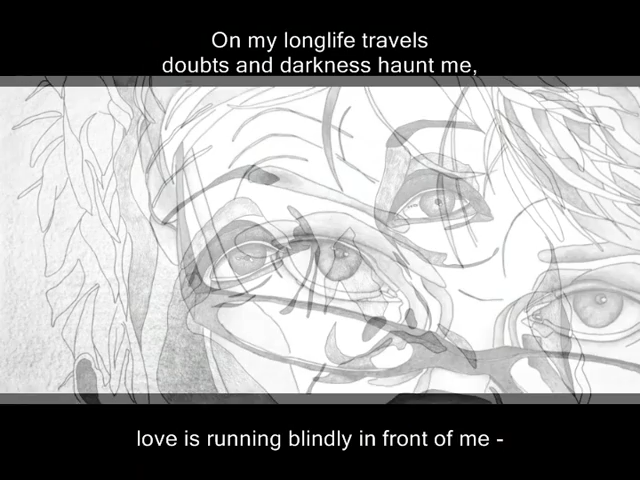 On my longlife travels
doubts and darkness haunt me,
love is running blindly in front of me -